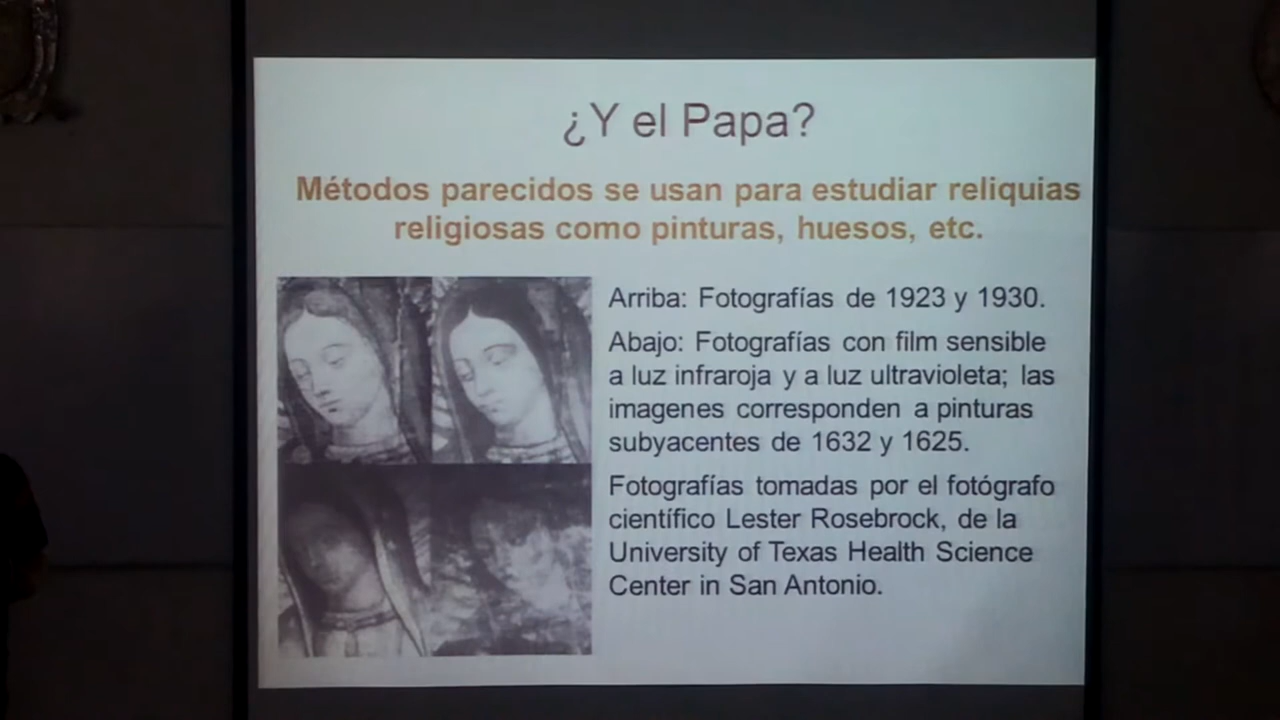 ¿Y el Papa?
Métodos parecidos se usan para estudiar reliquias
religiosas como pinturas, huesos, etc.
Arriba: Fotografías de 1923 y 1930.
Abajo: Fotografías con film sensible
a luz infraroja y a luz ultravioleta; las
imagenes corresponden a pinturas
subyacentes de 1632 y 1625.
Fotografías tomadas por el fotógrafo
científico Lester Rosebrock, de la
University of Texas Health Science
Center in San Antonio.